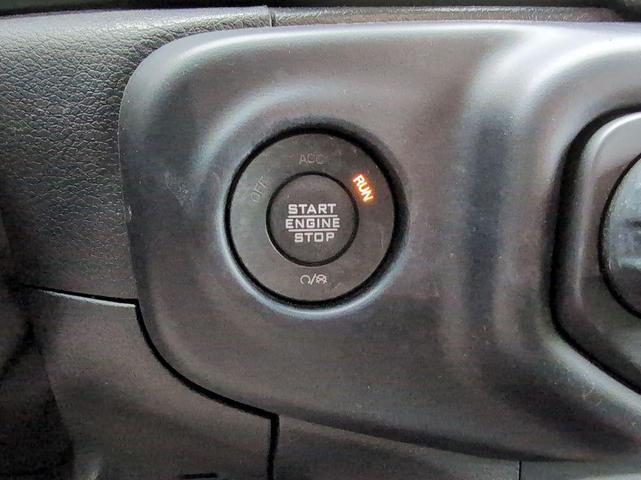 OFF
ACC
RUN
START
ENGINE
STOP